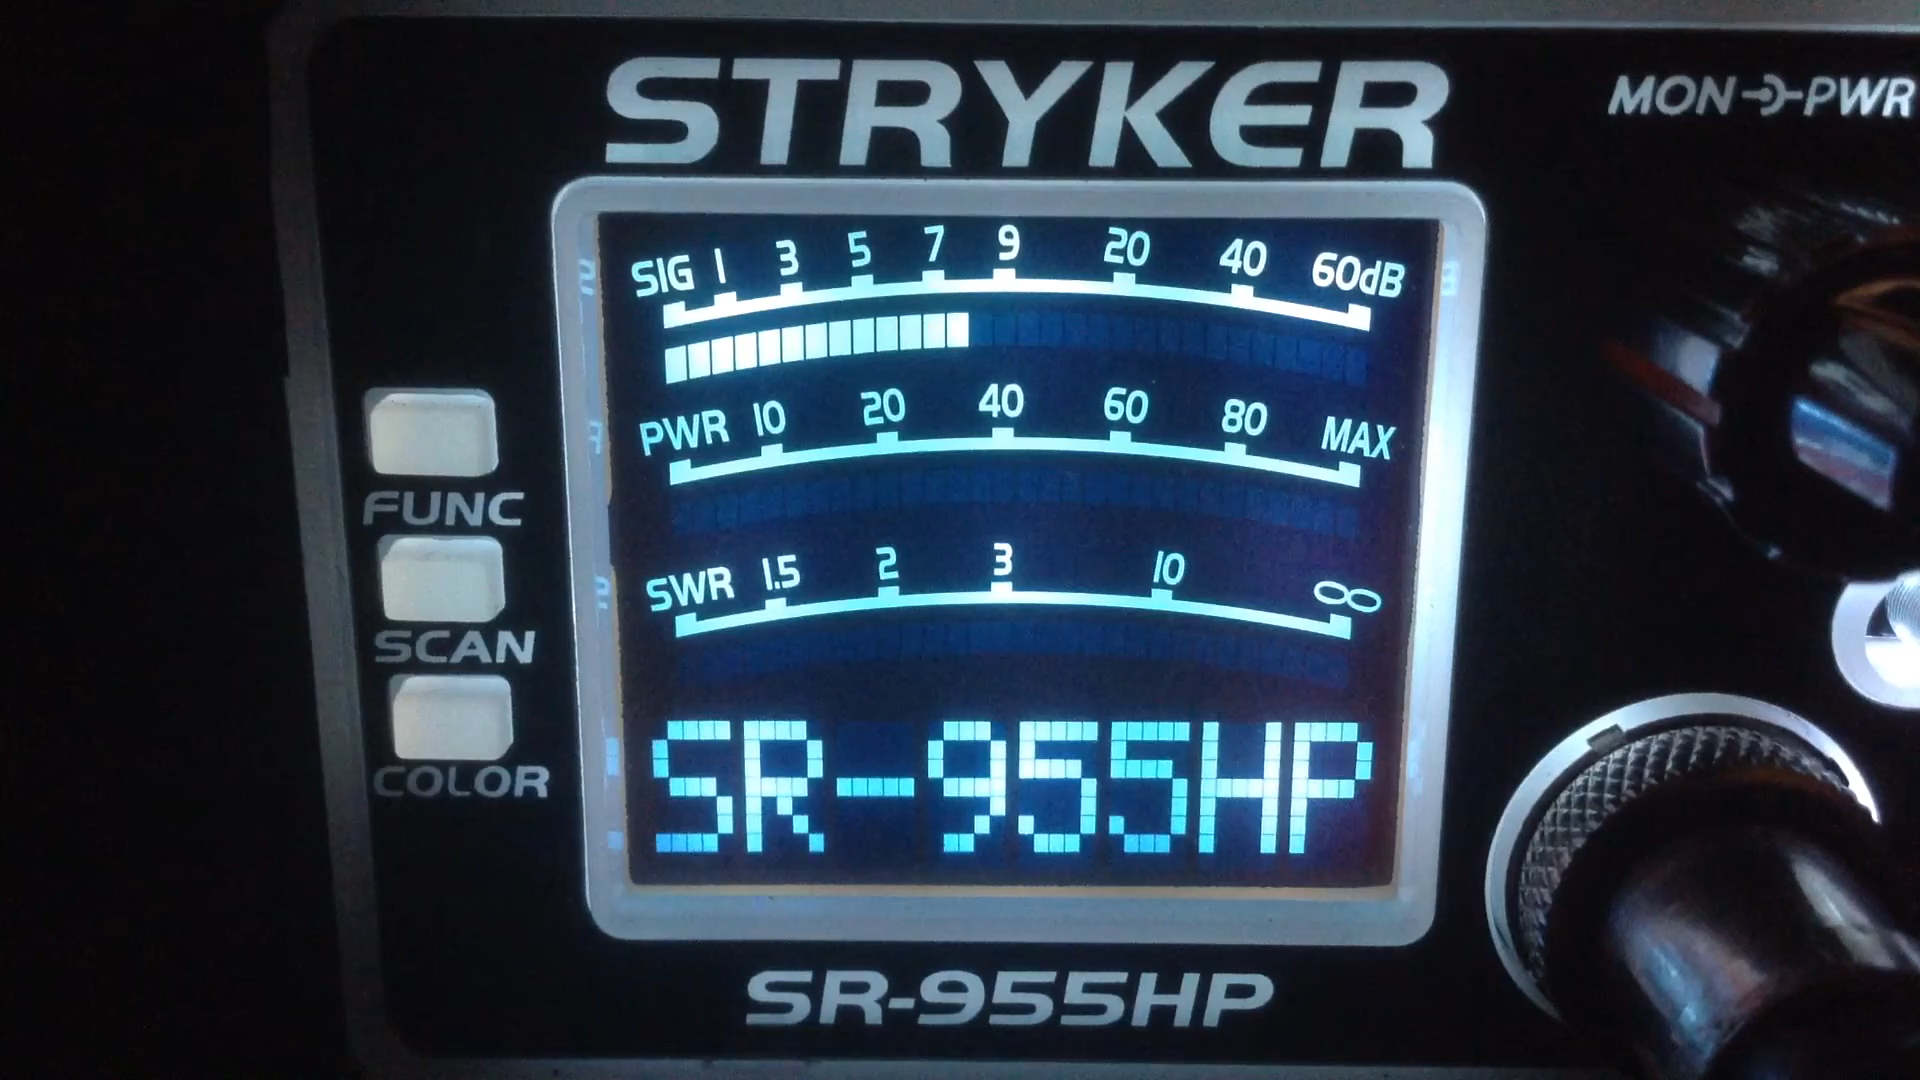 STRYKER
MON PWR
SIG 1 3 5 7 9 20 40 60dB
PWR 10 20 40 60 80 MAX
SWR 1.5 2 3 10 ∞
SR-955HP
FUNC
SCAN
COLOR
SR-955HP